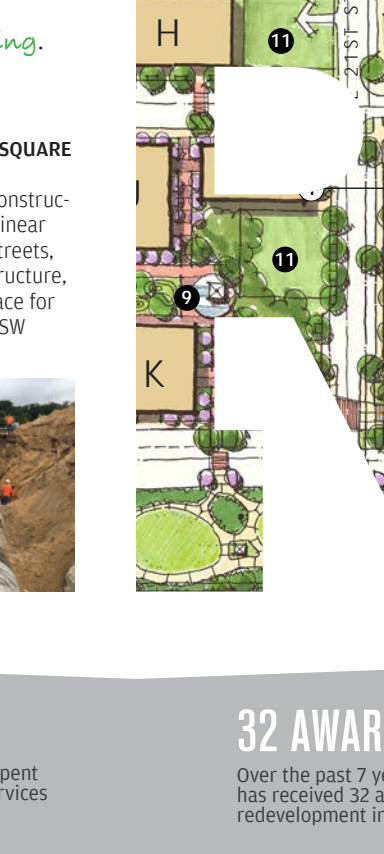 ing.
SQUARE
onstruc-
inear
treets,
ructure,
ace for
SW
H
11
21ST S
11
9
K
pent
rvices
32 AWAR
Over the past 7 ye
has received 32 a
redevelopment in